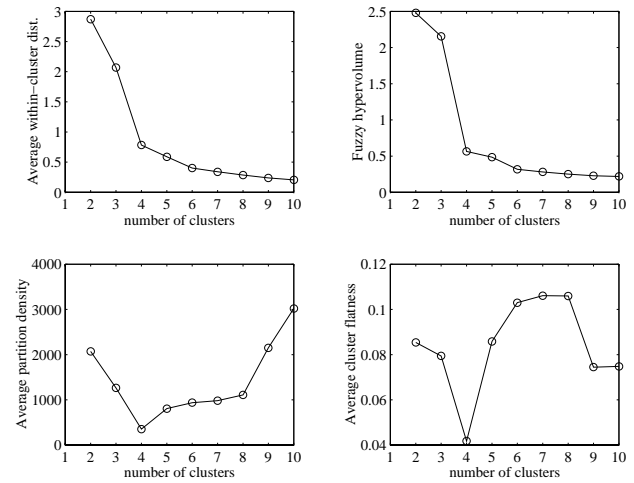 3
2.5
2
1.5
1
0.5
0
1 2 3 4 5 6 7 8 9 10
number of clusters
Average within-cluster dist.
2.5
2
1.5
1
0.5
0
1 2 3 4 5 6 7 8 9 10
number of clusters
Fuzzy hypervolume
4000
3000
2000
1000
0
1 2 3 4 5 6 7 8 9 10
number of clusters
Average partition density
0.12
0.1
0.08
0.06
0.04
1 2 3 4 5 6 7 8 9 10
number of clusters
Average cluster flatness